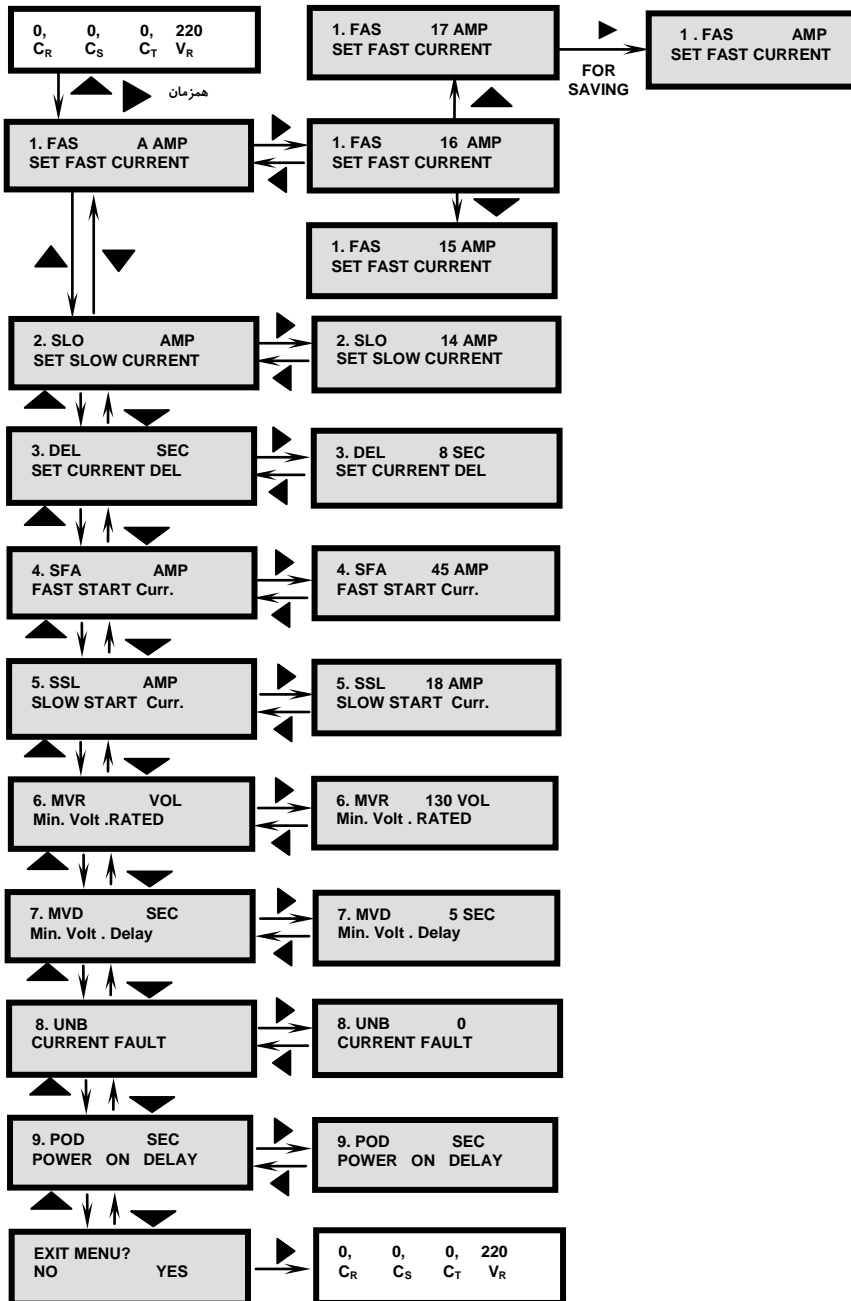 0, 0, 0, 220
CR CS CT VR
همزمان
1. FAS 17 AMP
SET FAST CURRENT
FOR
SAVING
1 . FAS AMP
SET FAST CURRENT
1. FAS A AMP
SET FAST CURRENT
1. FAS 16 AMP
SET FAST CURRENT
1. FAS 15 AMP
SET FAST CURRENT
2. SLO AMP
SET SLOW CURRENT
2. SLO 14 AMP
SET SLOW CURRENT
3. DEL SEC
SET CURRENT DEL
3. DEL 8 SEC
SET CURRENT DEL
4. SFA AMP
FAST START Curr.
4. SFA 45 AMP
FAST START Curr.
5. SSL AMP
SLOW START Curr.
5. SSL 18 AMP
SLOW START Curr.
6. MVR VOL
Min. Volt .RATED
6. MVR 130 VOL
Min. Volt . RATED
7. MVD SEC
Min. Volt . Delay
7. MVD 5 SEC
Min. Volt . Delay
8. UNB
CURRENT FAULT
8. UNB 0
CURRENT FAULT
9. POD SEC
POWER ON DELAY
9. POD SEC
POWER ON DELAY
EXIT MENU?
NO YES
0, 0, 0, 220
CR CS CT VR